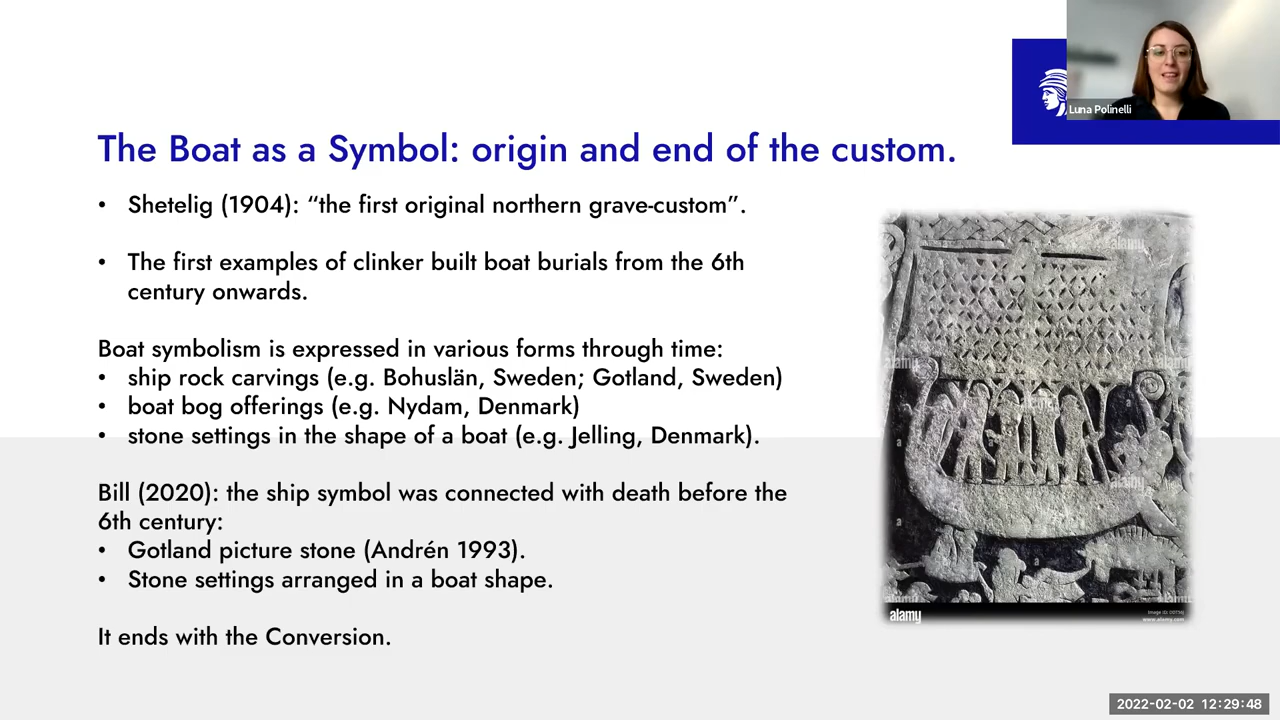 Luna Polinelli
The Boat as a Symbol: origin and end of the custom.
• Shetelig (1904): “the first original northern grave-custom”.
• The first examples of clinker built boat burials from the 6th
century onwards.
Boat symbolism is expressed in various forms through time:
• ship rock carvings (e.g. Bohuslän, Sweden; Gotland, Sweden)
• boat bog offerings (e.g. Nydam, Denmark)
• stone settings in the shape of a boat (e.g. Jelling, Denmark).
Bill (2020): the ship symbol was connected with death before the
6th century:
• Gotland picture stone (Andrén 1993).
• Stone settings arranged in a boat shape.
It ends with the Conversion.
alamy
www.alamy.com
2022-02-02 12:29:48